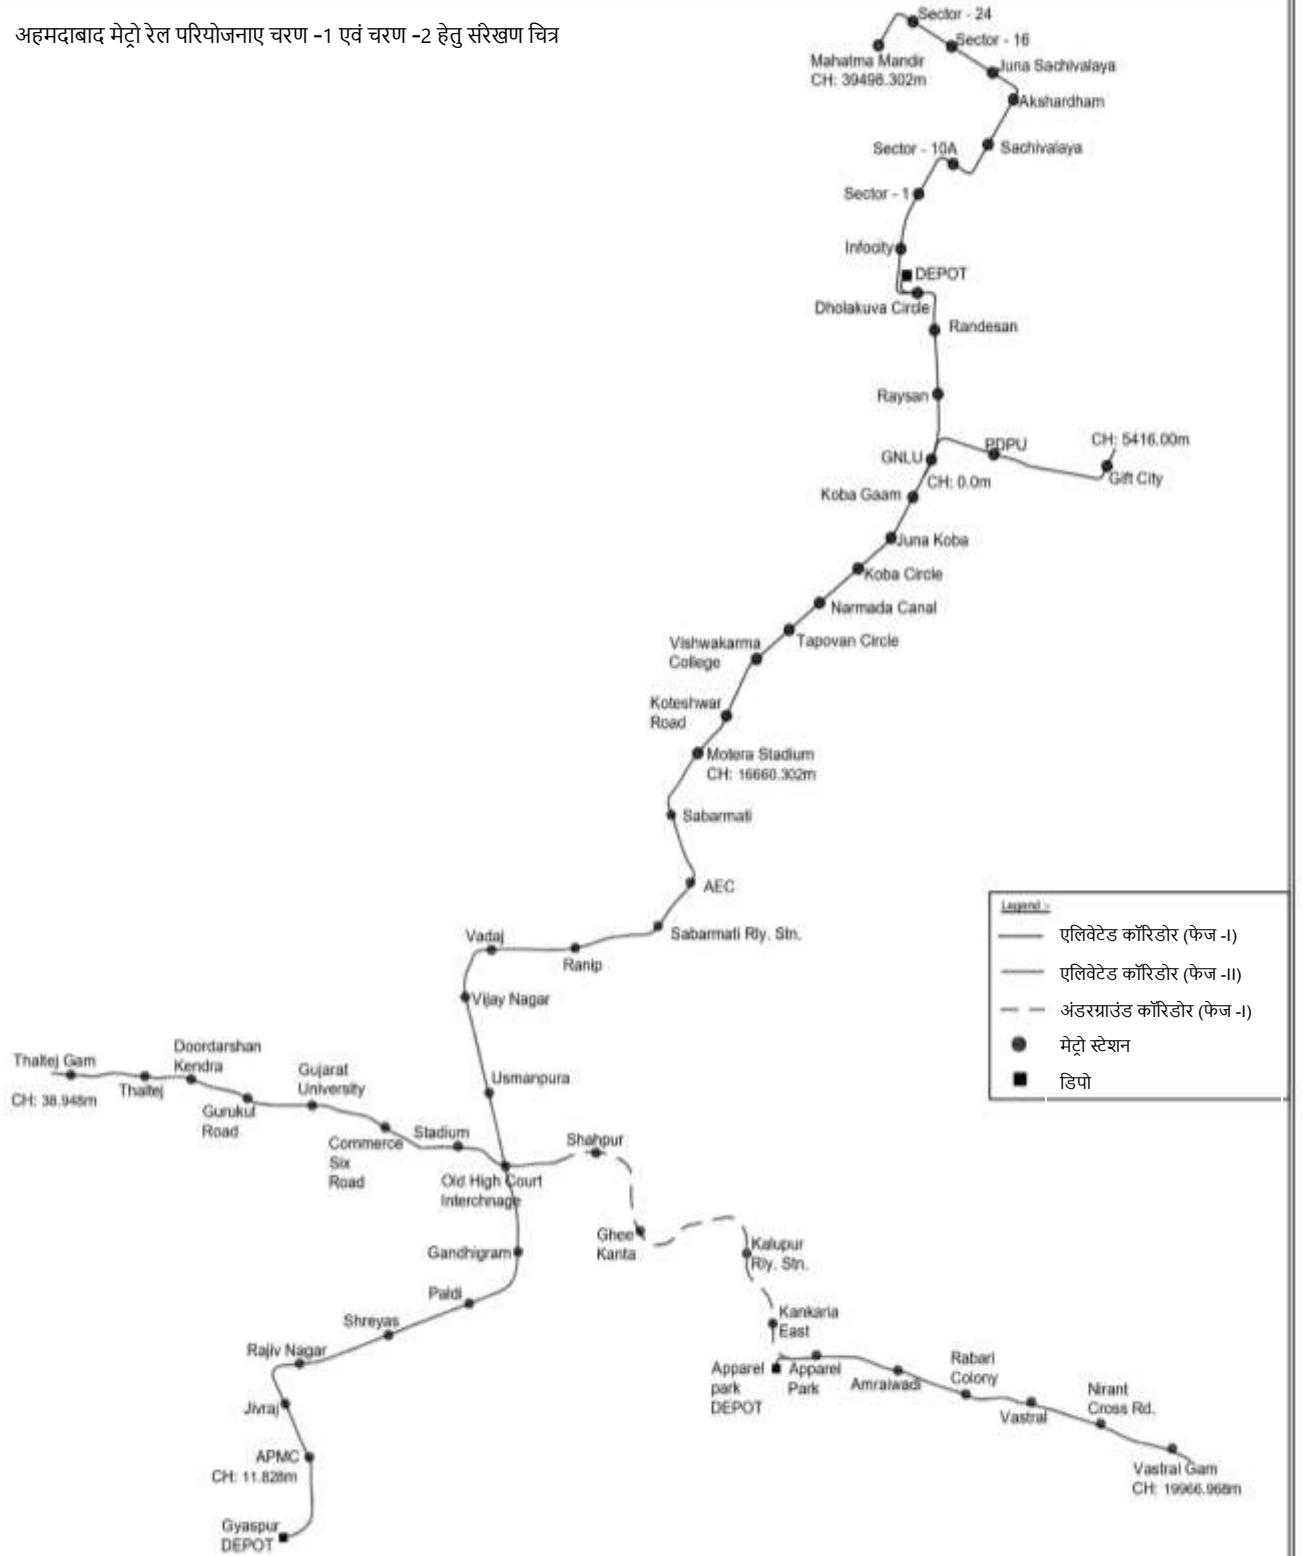 अहमदाबाद मेट्रो रेल परियोजनाए चरण -1 एवं चरण -2 हेतु संरेखण चित्र
Sector - 24
Sector - 16
Mahatma Mandir
CH: 39498.302m
Juna Sachivalaya
Akshardham
Sachivalaya
Sector - 10A
Sector - 1
Infocity
DEPOT
Dholakuva Circle
Randesan
Raysan
GNLU
CH: 0.0m
PDPU
CH: 5416.00m
Gift City
Koba Gaam
Juna Koba
Koba Circle
Narmada Canal
Tapovan Circle
Vishwakarma
College
Koteshwar
Road
Motera Stadium
CH: 16660.302m
Sabarmati
AEC
Sabarmati Rly. Stn.
Vadaj
Ranip
Vijay Nagar
Usmanpura
Legend :-
एलिवेटेड कॉरिडोर (फेज -I)
एलिवेटेड कॉरिडोर (फेज -II)
अंडरग्राउंड कॉरिडोर (फेज -I)
मेट्रो स्टेशन
डिपो
Thaltej Gam
CH: 38.948m
Thaltej
Doordarshan
Kendra
Gurukul
Road
Gujarat
University
Commerce
Six
Road
Stadium
Old High Court
Interchnage
Shahpur
Ghee
Kanta
Kalupur
Rly. Stn.
Kankaria
East
Apparel
park
DEPOT
Apparel
Park
Amraiwadi
Rabari
Colony
Vastral
Nirant
Cross Rd.
Vastral Gam
CH: 19966.968m
Gandhigram
Paldi
Shreyas
Rajiv Nagar
Jivraj
APMC
CH: 11.828m
Gyaspur
DEPOT